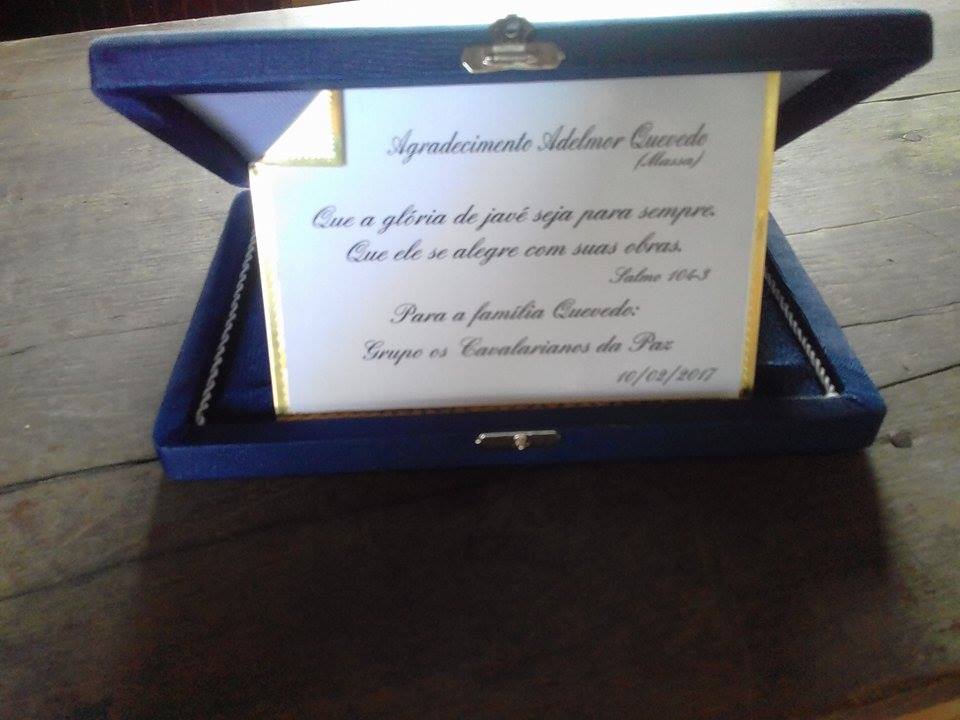 Agradecimento Adelmor Quevedo
(Massa)
Que a glória de javé seja para sempre.
Que ele se alegre com suas obras.
Salmo 104-3
Para a família Quevedo:
Grupo os Cavalarianos da Paz
10/02/2017